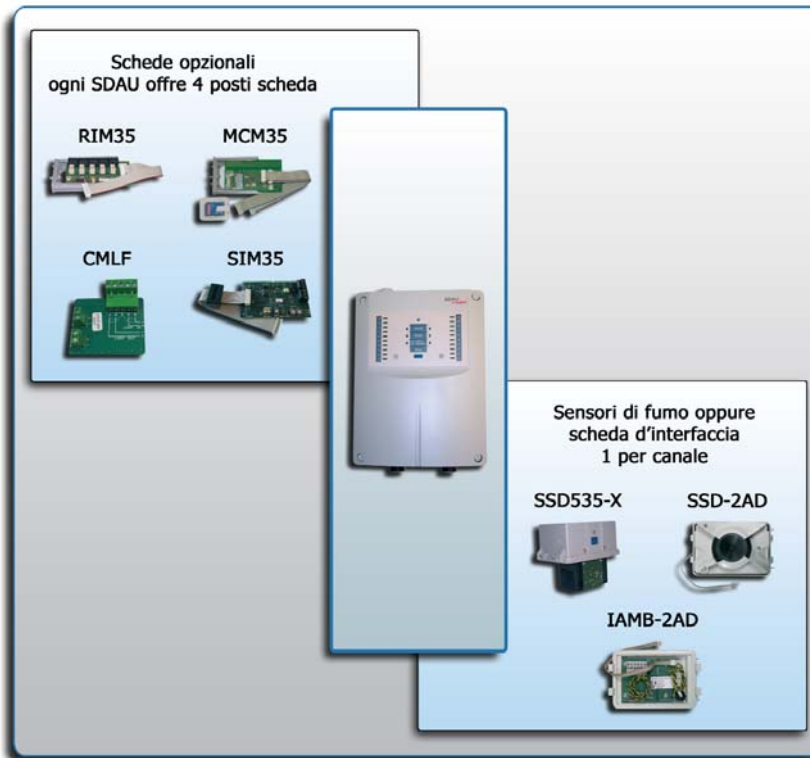 Schede opzionali
ogni SDAU offre 4 posti scheda
RIM35
MCM35
CMLF
SIM35
Sensori di fumo oppure
scheda d'interfaccia
1 per canale
SSD535-X
SSD-2AD
IAMB-2AD